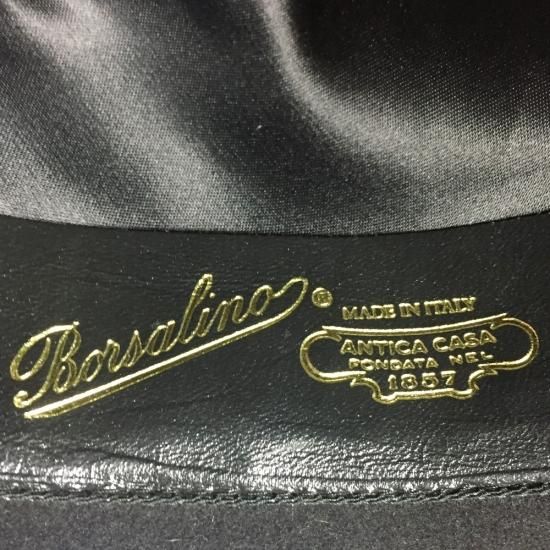 Borsalino ®
MADE IN ITALY
ANTICA CASA
FONDATA NEL
1857